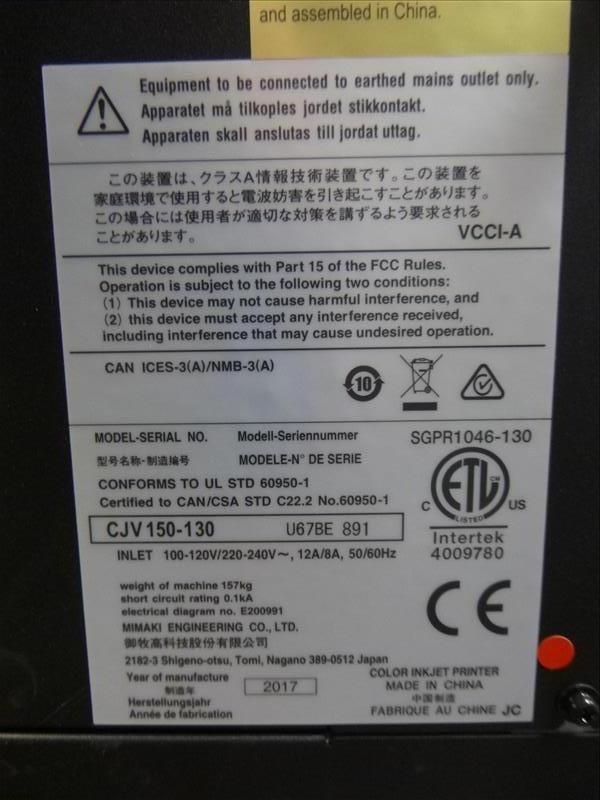 and assembled in China.
Equipment to be connected to earthed mains outlet only.
Apparatet må tilkoples jordet stikkontakt.
Apparaten skall anslutas till jordat uttag.
この装置は、クラスA情報技術装置です。この装置を
家庭環境で使用すると電波妨害を引き起こすことがあります。
この場合には使用者が適切な対策を講ずるよう要求される
ことがあります。 VCCI-A
This device complies with Part 15 of the FCC Rules.
Operation is subject to the following two conditions:
(1) This device may not cause harmful interference, and
(2) this device must accept any interference received,
including interference that may cause undesired operation.
CAN ICES-3(A)/NMB-3(A)
10
MODEL-SERIAL NO. Modell-Seriennummer SGPR1046-130
型号名称·制造編号 MODELE-N° DE SERIE
CONFORMS TO UL STD 60950-1
Certified to CAN/CSA STD C22.2 No.60950-1
ETL
C US
LISTED
CJV150-130 U67BE 891
Intertek
4009780
INLET 100-120V/220-240V～, 12A/8A, 50/60Hz
weight of machine 157kg
short circuit rating 0.1kA
electrical diagram no. E200991
CE
MIMAKI ENGINEERING CO., LTD.
御牧高科技股份有限公司
2182-3 Shigeno-otsu, Tomi, Nagano 389-0512 Japan
Year of manufacture
制造年
Herstellungsjahr
Année de fabrication
2017
COLOR INKJET PRINTER
MADE IN CHINA
中国制造
FABRIQUE AU CHINE JC